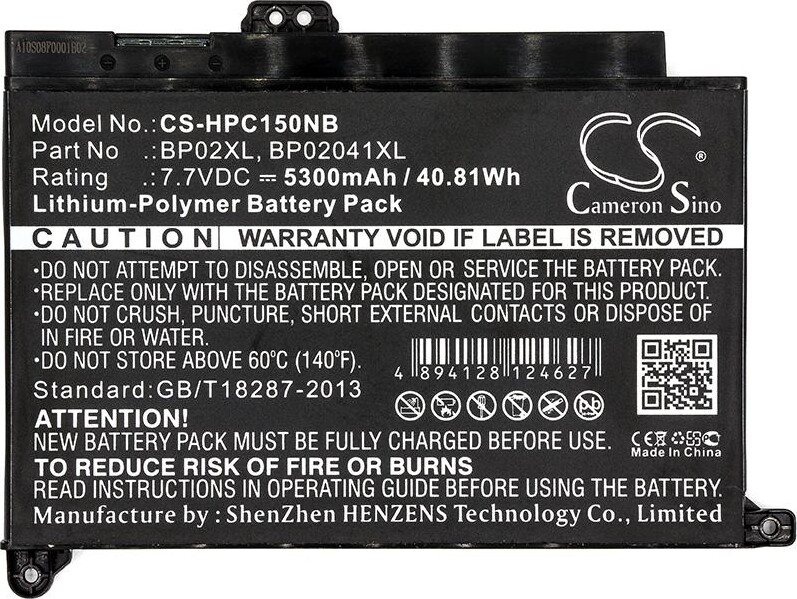 A10S08F0001B02
Model No.:CS-HPC150NB
Part No .:BP02XL, BP02041XL
Rating .:7.7VDC ⎓ 5300mAh / 40.81Wh
Lithium-Polymer Battery Pack
CS ®
Cameron Sino
CAUTION WARRANTY VOID IF LABEL IS REMOVED
•DO NOT ATTEMPT TO DISASSEMBLE, OPEN OR SERVICE THE BATTERY PACK.
•REPLACE ONLY WITH THE BATTERY PACK DESIGNATED FOR THIS PRODUCT.
•DO NOT CRUSH, PUNCTURE, SHORT EXTERNAL CONTACTS OR DISPOSE OF
IN FIRE OR WATER.
•DO NOT STORE ABOVE 60°C (140°F).
4 894128 124627
Standard:GB/T18287-2013
ATTENTION!
NEW BATTERY PACK MUST BE FULLY CHARGED BEFORE USE.
CE
Made In China
TO REDUCE RISK OF FIRE OR BURNS
READ INSTRUCTIONS IN OPERATING GUIDE BEFORE USING THE BATTERY.
Manufacture by : ShenZhen HENZENS Technology Co., Limited